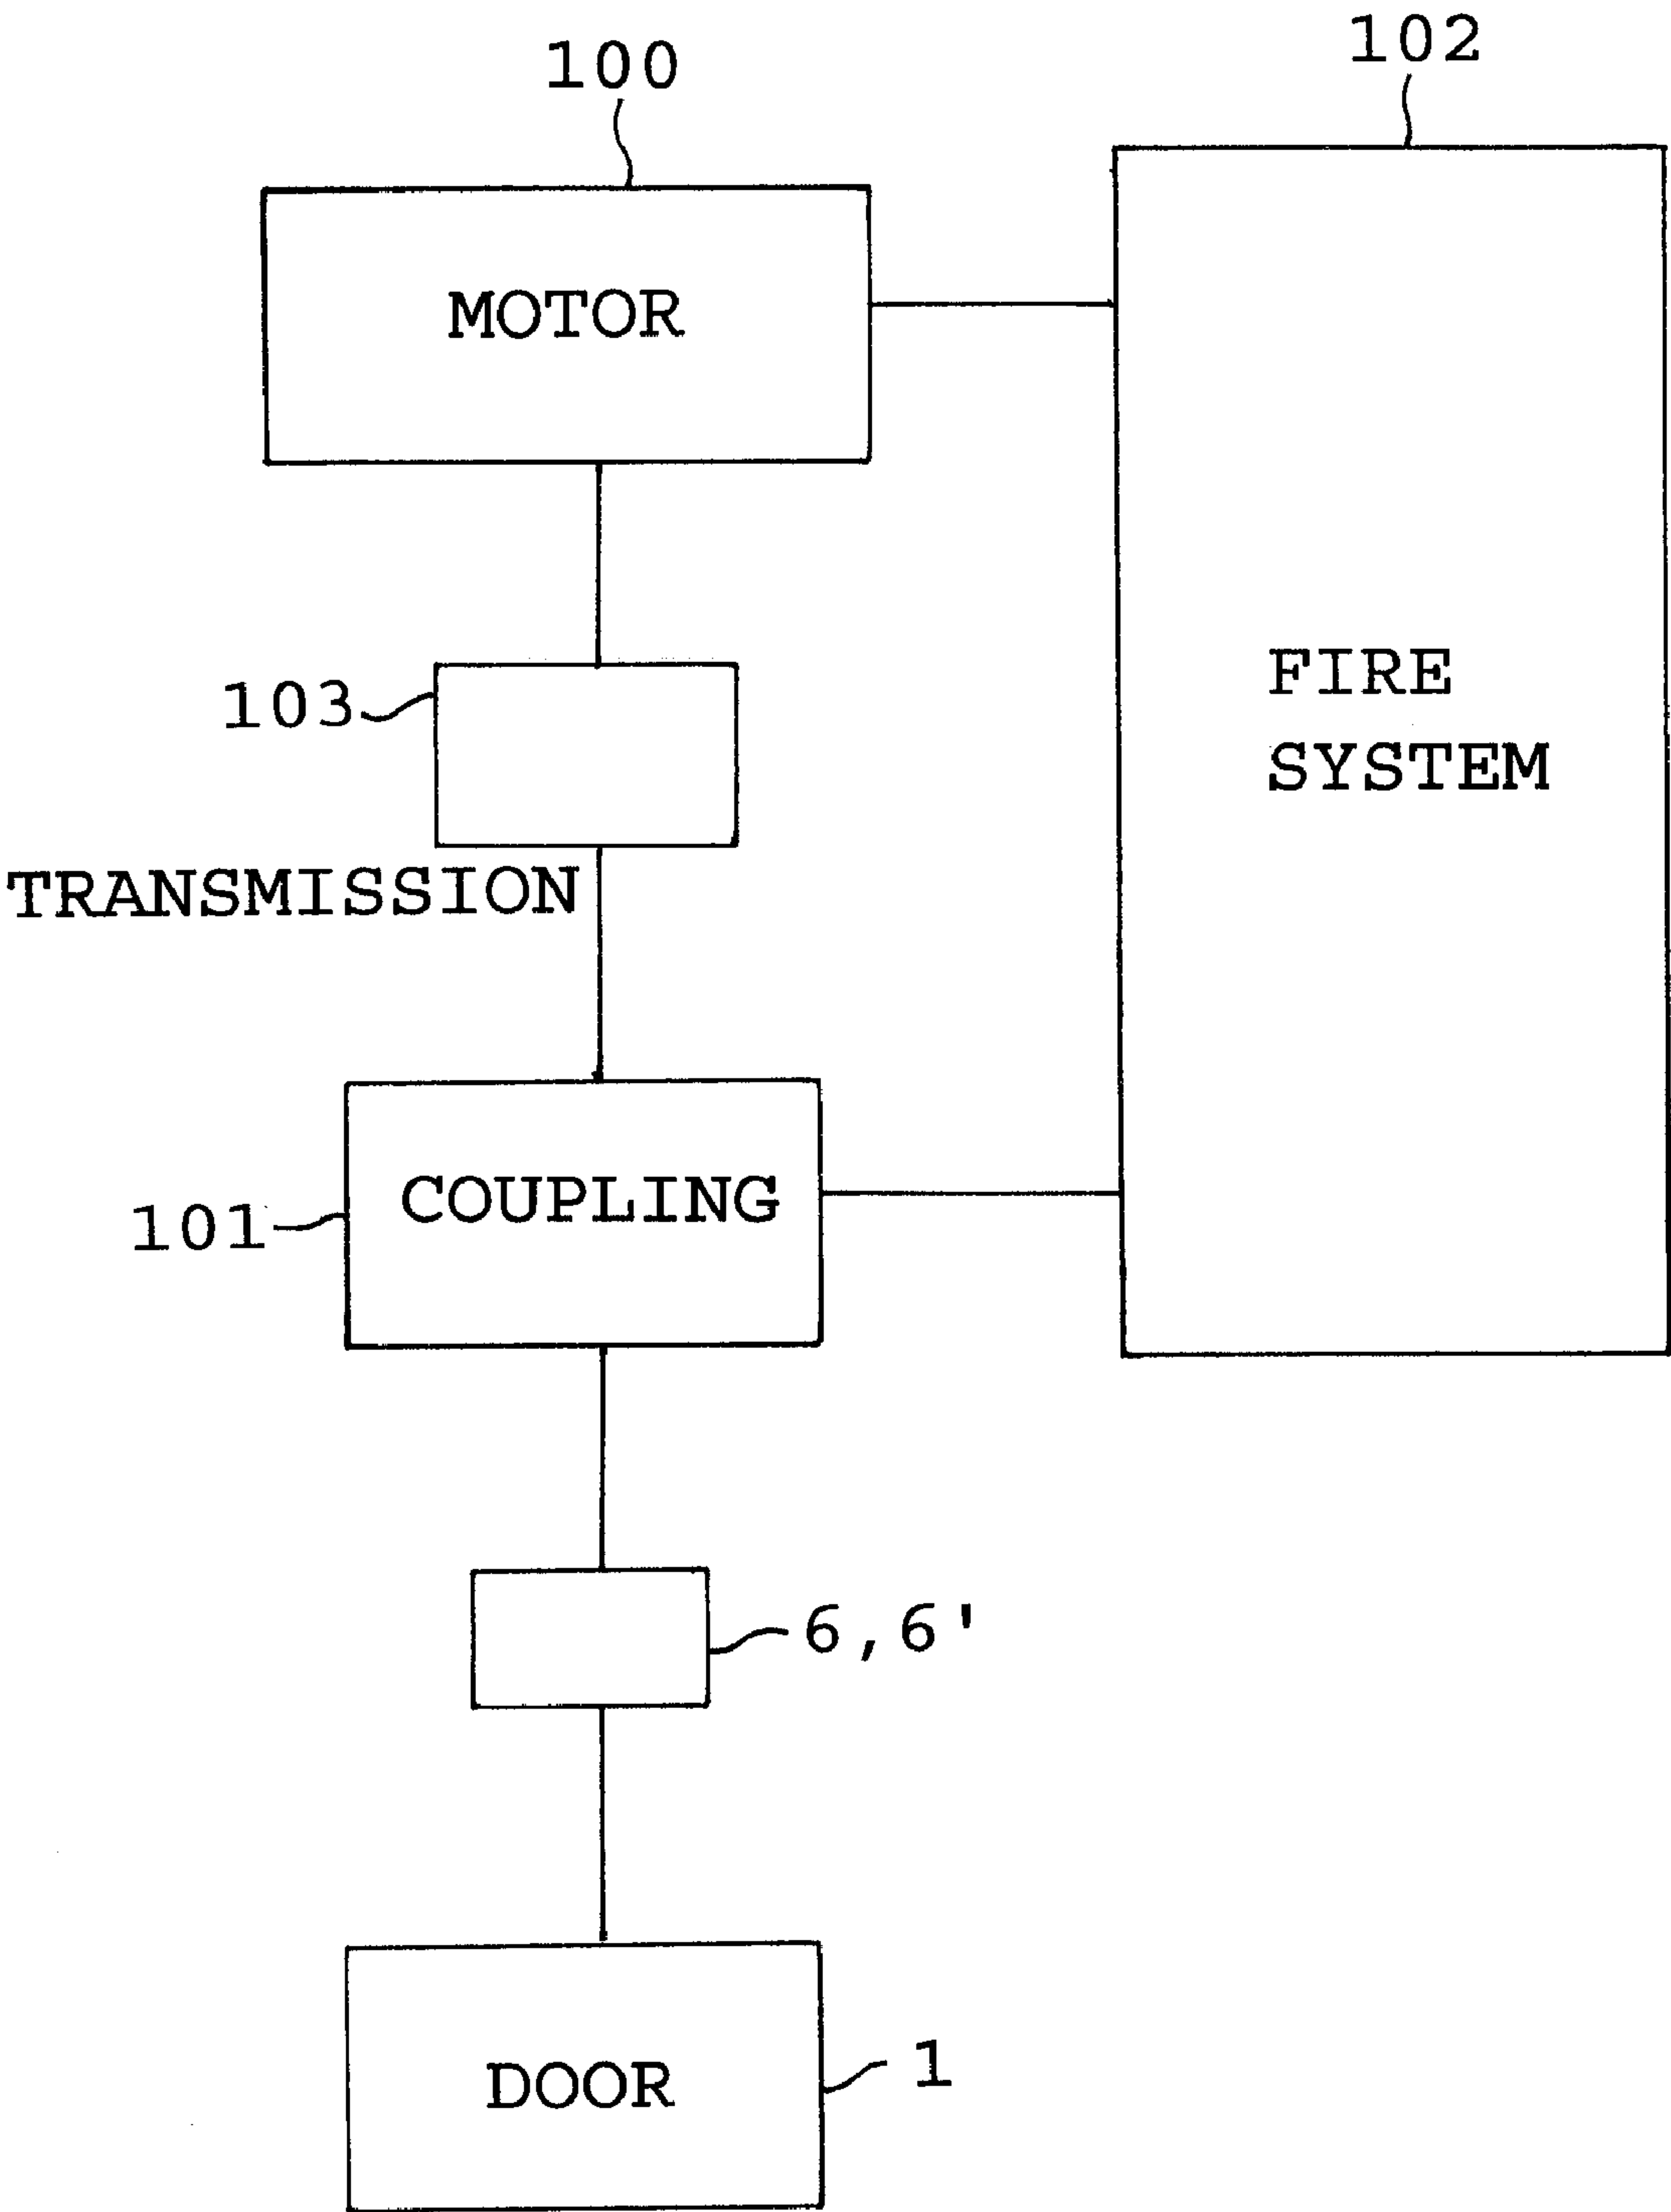 100
102
MOTOR
103
FIRE
SYSTEM
TRANSMISSION
COUPLING
101
6,6'
DOOR
1